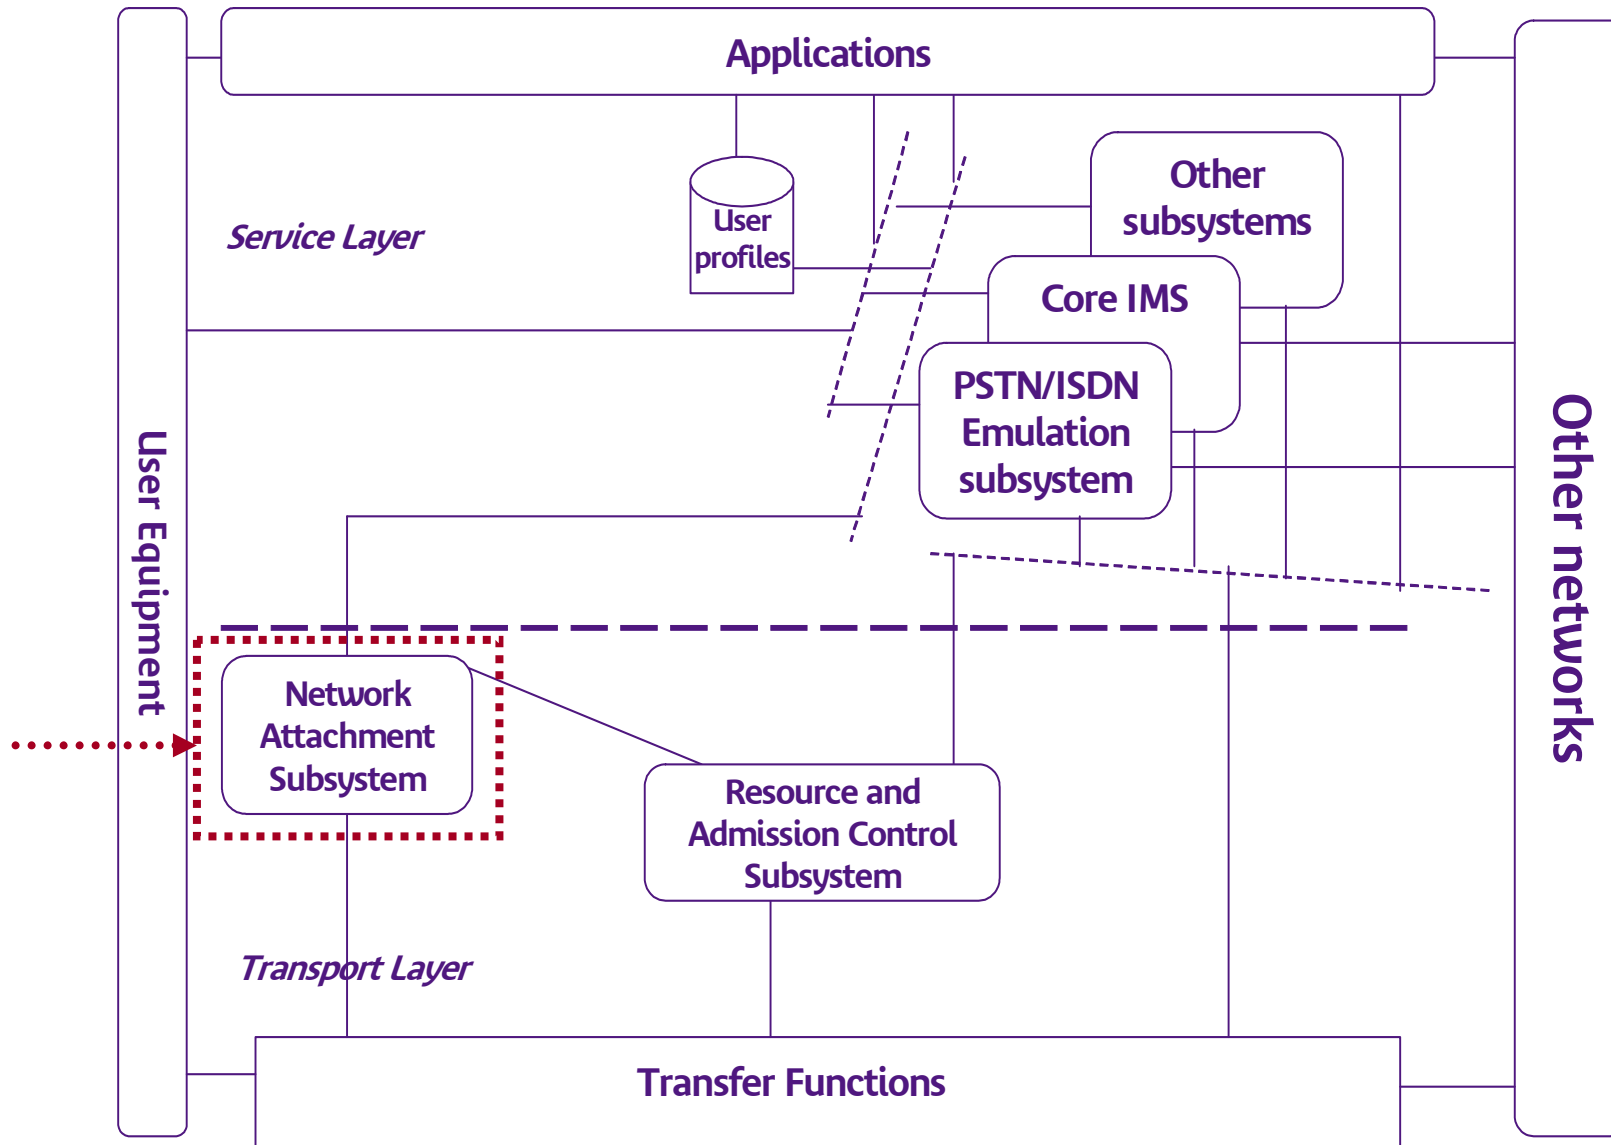 Applications
Other
subsystems
User
profiles
Service Layer
Core IMS
PSTN/ISDN
Emulation
subsystem
User Equipment
Other networks
Network
Attachment
Subsystem
Resource and
Admission Control
Subsystem
Transport Layer
Transfer Functions